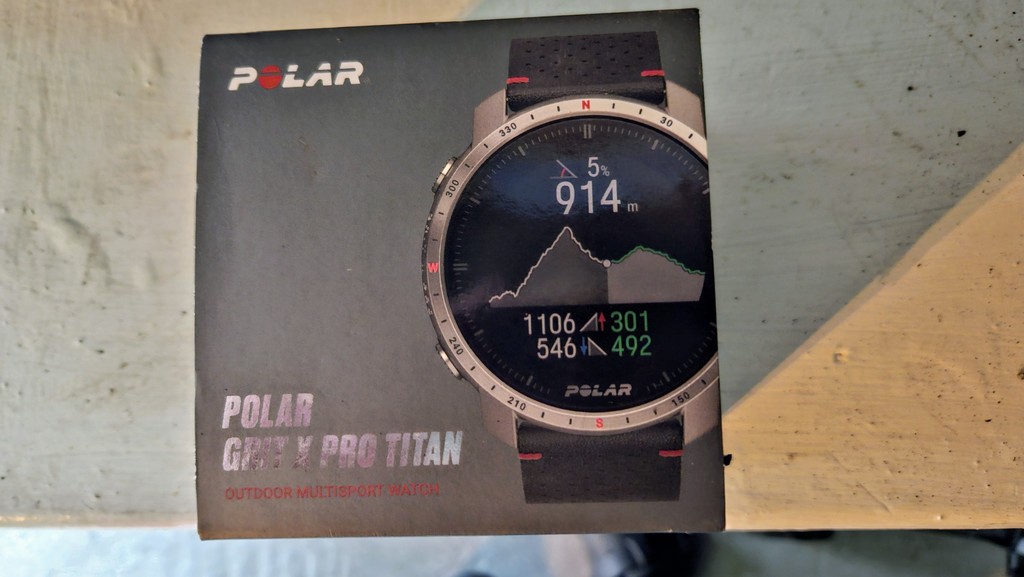 POLAR
N
330
30
300
W
240
210
S
150
5%
914 m
1106 301
546 492
POLAR
POLAR
GRIT X PRO TITAN
OUTDOOR MULTISPORT WATCH